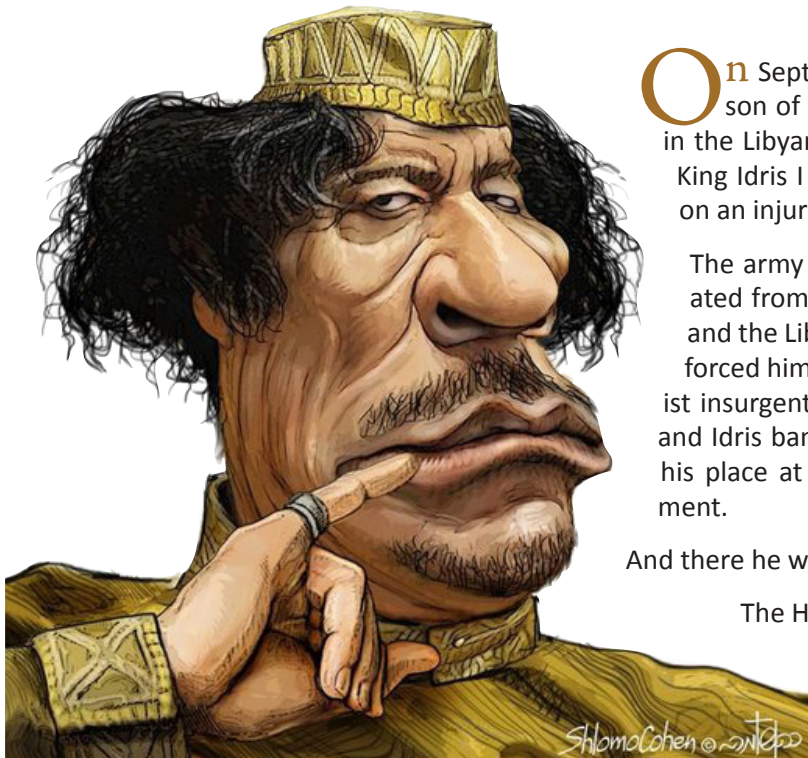 On Sept
son of
in the Libyar
King Idris I
on an injur
The army
ated from
and the Lib
forced him
ist insurgent
and Idris bar
his place at
ment.
And there he w
The H
ShlomoCohen ©